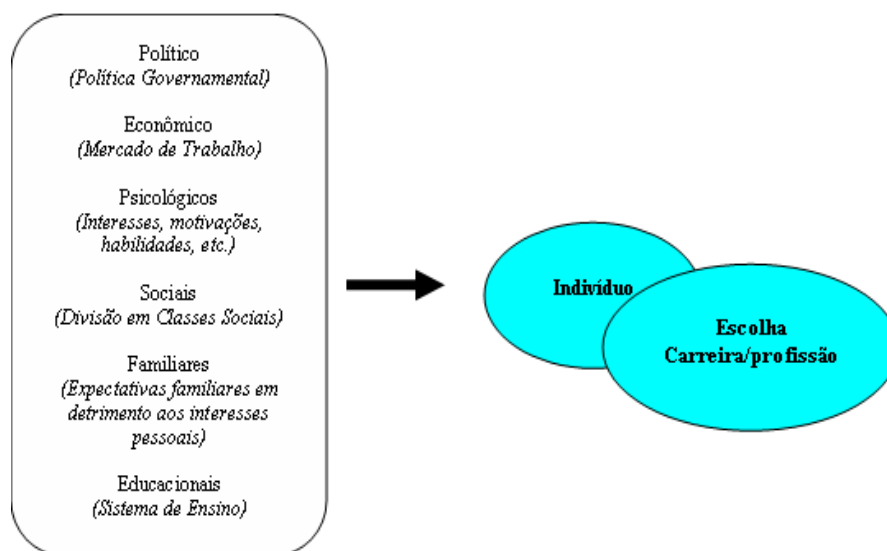 Político
(Política Governamental)
Econômico
(Mercado de Trabalho)
Psicológicos
(Interesses, motivações,
habilidades, etc.)
Sociais
(Divisão em Classes Sociais)
Familiares
(Expectativas familiares em
detrimento aos interesses
pessoais)
Educacionais
(Sistema de Ensino)
Indivíduo
Escolha
Carreira/profissão